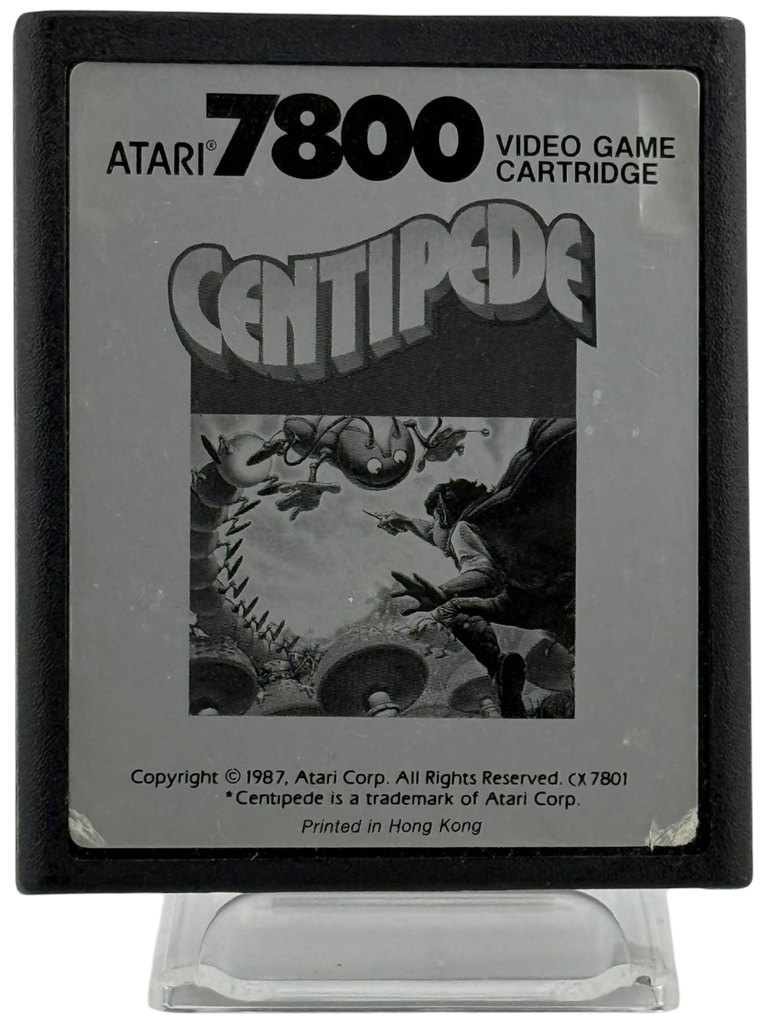 ATARI® 7800 VIDEO GAME
CARTRIDGE
CENTIPEDE
Copyright © 1987, Atari Corp. All Rights Reserved. CX7801
*Centipede is a trademark of Atari Corp.
Printed in Hong Kong